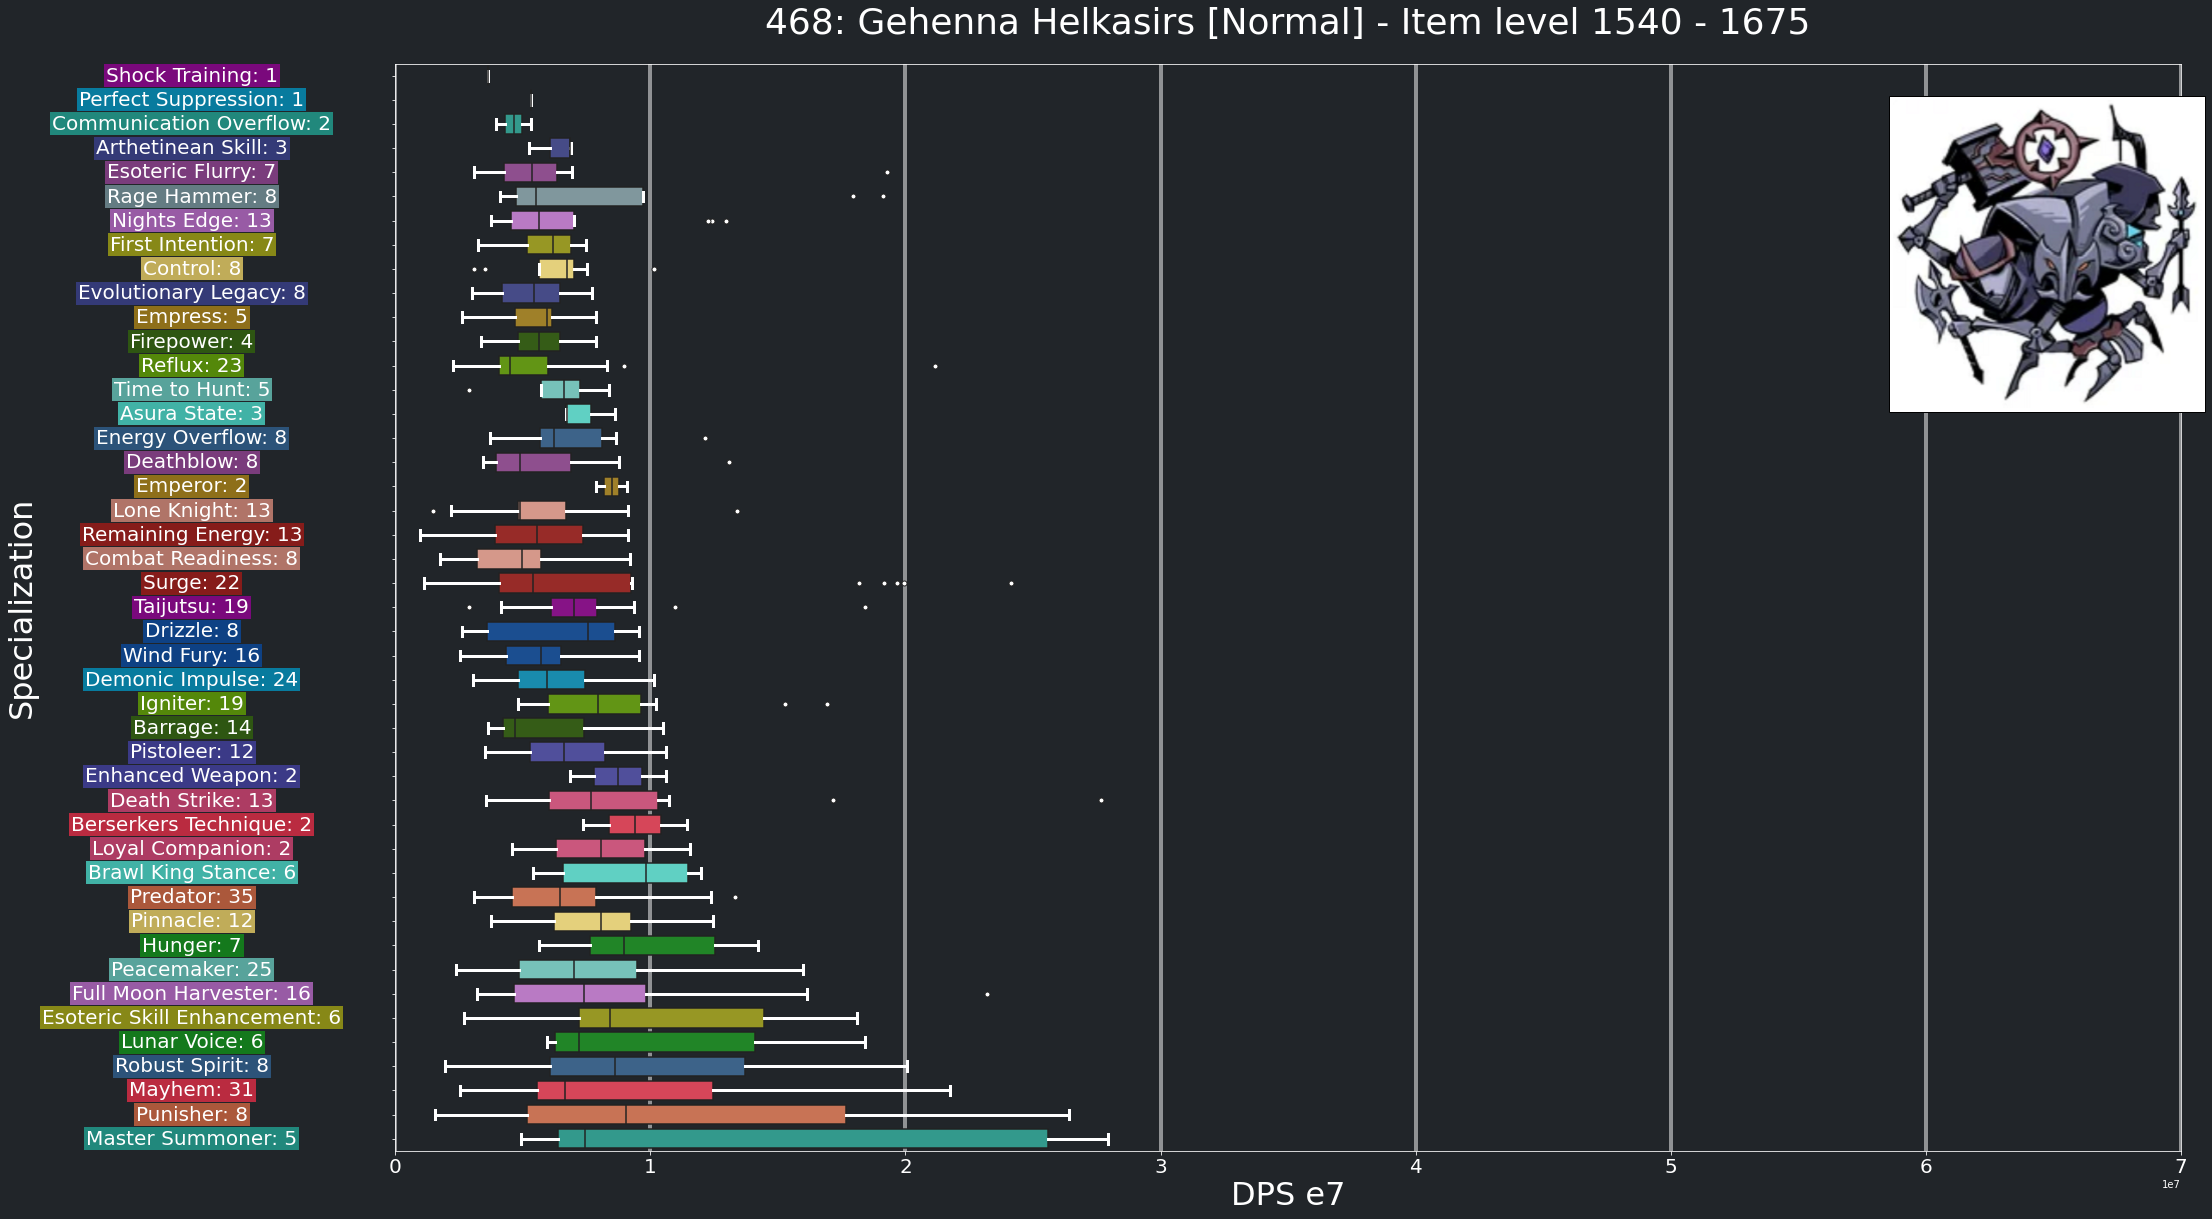 468: Gehenna Helkasirs [Normal] - Item level 1540 - 1675
Specialization
Shock Training: 1
Perfect Suppression: 1
Communication Overflow: 2
Arthetinean Skill: 3
Esoteric Flurry: 7
Rage Hammer: 8
Nights Edge: 13
First Intention: 7
Control: 8
Evolutionary Legacy: 8
Empress: 5
Firepower: 4
Reflux: 23
Time to Hunt: 5
Asura State: 3
Energy Overflow: 8
Deathblow: 8
Emperor: 2
Lone Knight: 13
Remaining Energy: 13
Combat Readiness: 8
Surge: 22
Taijutsu: 19
Drizzle: 8
Wind Fury: 16
Demonic Impulse: 24
Igniter: 19
Barrage: 14
Pistoleer: 12
Enhanced Weapon: 2
Death Strike: 13
Berserkers Technique: 2
Loyal Companion: 2
Brawl King Stance: 6
Predator: 35
Pinnacle: 12
Hunger: 7
Peacemaker: 25
Full Moon Harvester: 16
Esoteric Skill Enhancement: 6
Lunar Voice: 6
Robust Spirit: 8
Mayhem: 31
Punisher: 8
Master Summoner: 5
0 1 2 3 4 5 6 7
1e7
DPS e7